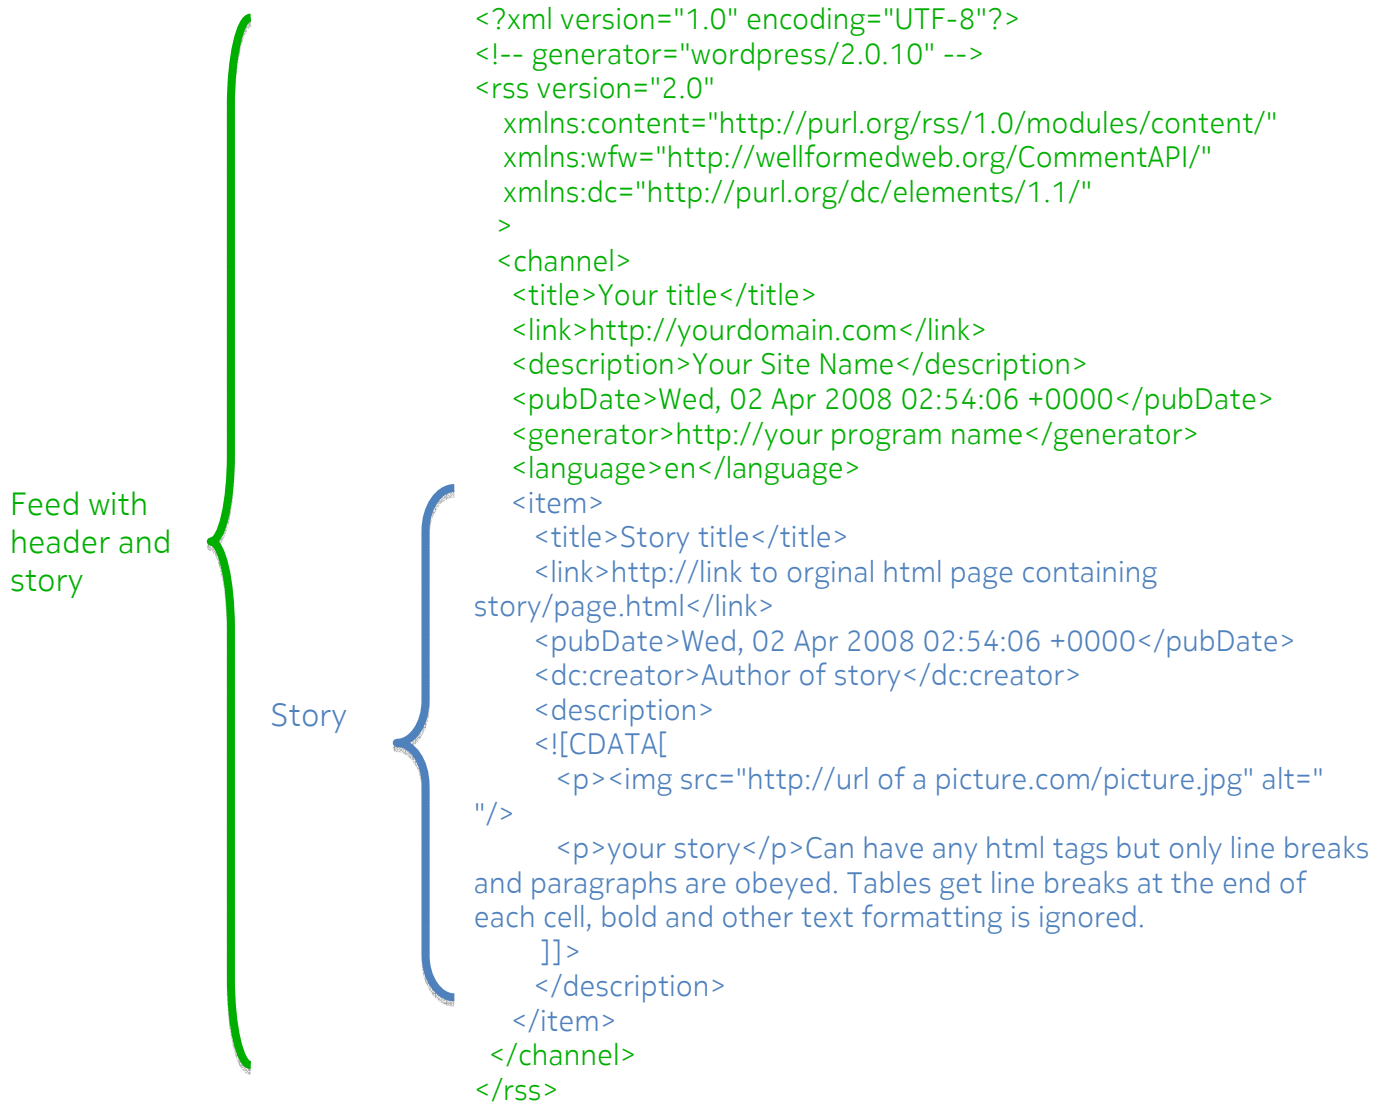 <?xml version="1.0" encoding="UTF-8"?>
<!-- generator="wordpress/2.0.10" -->
<rss version="2.0"
xmlns:content="http://purl.org/rss/1.0/modules/content/"
xmlns:wfw="http://wellformedweb.org/CommentAPI/"
xmlns:dc="http://purl.org/dc/elements/1.1/"
>
<channel>
<title>Your title</title>
<link>http://yourdomain.com</link>
<description>Your Site Name</description>
<pubDate>Wed, 02 Apr 2008 02:54:06 +0000</pubDate>
<generator>http://your program name</generator>
<language>en</language>
Feed with
header and
story
<item>
<title>Story title</title>
<link>http://link to orginal html page containing
story/page.html</link>
<pubDate>Wed, 02 Apr 2008 02:54:06 +0000</pubDate>
<dc:creator>Author of story</dc:creator>
<description>
Story
<![CDATA[
<p><img src="http://url of a picture.com/picture.jpg" alt="
"/>
<p>your story</p>Can have any html tags but only line breaks
and paragraphs are obeyed. Tables get line breaks at the end of
each cell, bold and other text formatting is ignored.
]]>
</description>
</item>
</channel>
</rss>